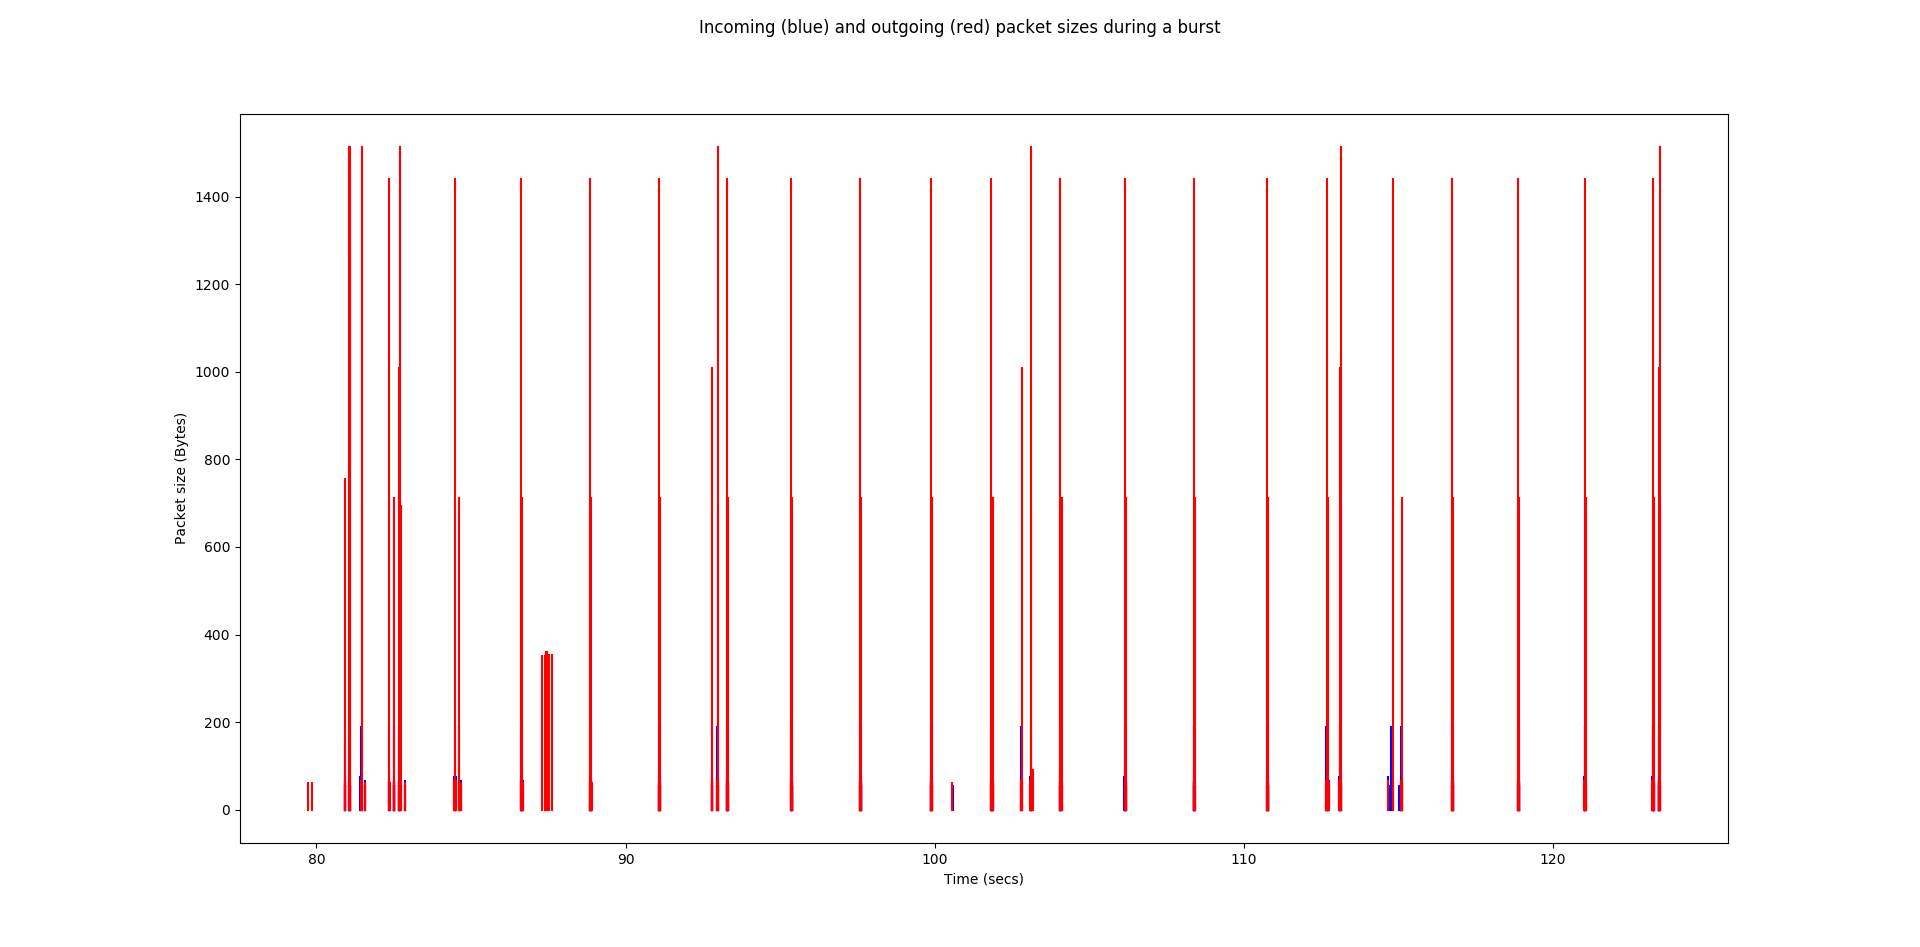 Incoming (blue) and outgoing (red) packet sizes during a burst
1400
1200
1000
800
600
400
200
0
Packet size (Bytes)
80 90 100 110 120
Time (secs)